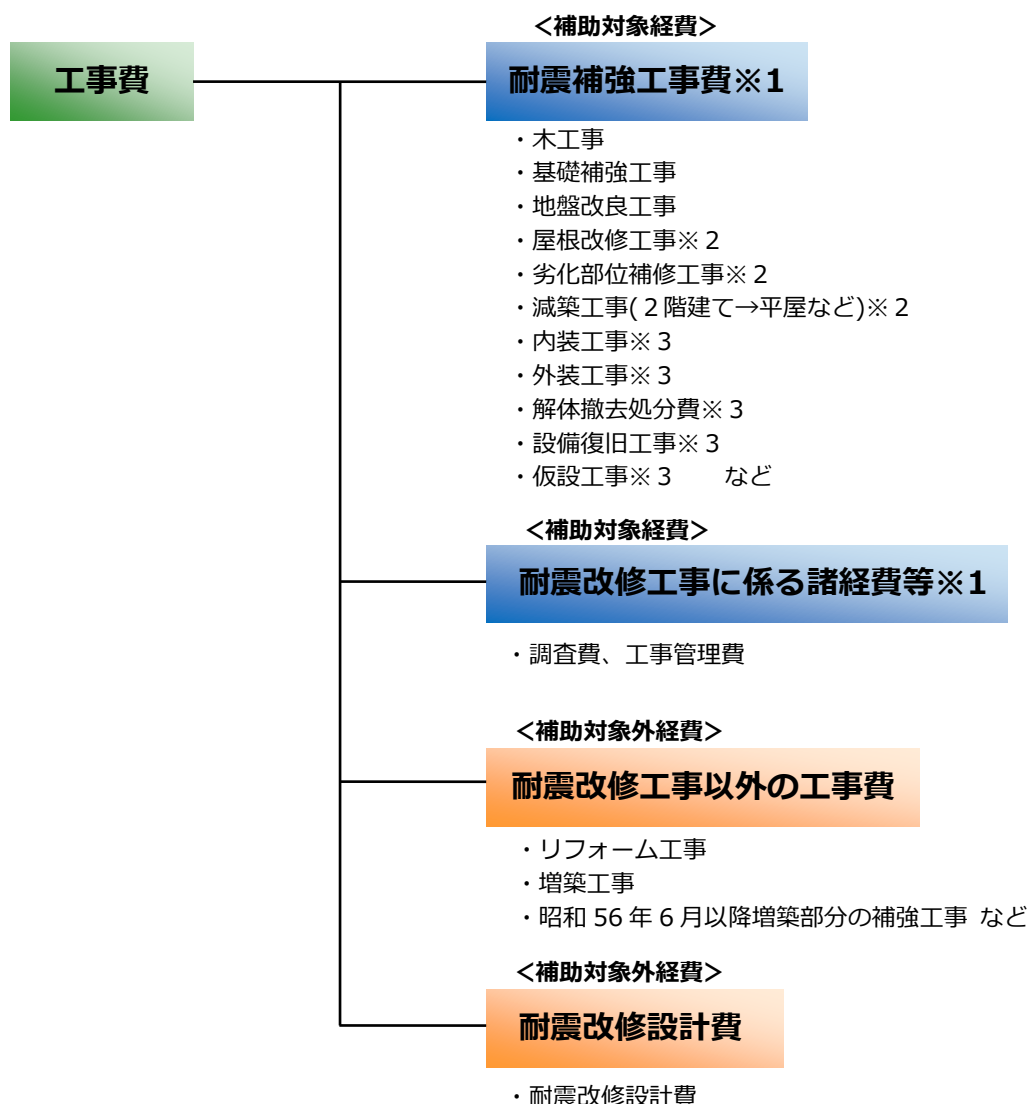 ＜補助対象経費＞
工事費
耐震補強工事費※1
・木工事
・基礎補強工事
・地盤改良工事
・屋根改修工事※２
・劣化部位補修工事※２
・減築工事(２階建て→平屋など)※２
・内装工事※３
・外装工事※３
・解体撤去処分費※３
・設備復旧工事※３
・仮設工事※３　　など
＜補助対象経費＞
耐震改修工事に係る諸経費等※1
・調査費、工事管理費
＜補助対象外経費＞
耐震改修工事以外の工事費
・リフォーム工事
・増築工事
・昭和 56 年６月以降増築部分の補強工事 など
＜補助対象外経費＞
耐震改修設計費
・耐震改修設計費